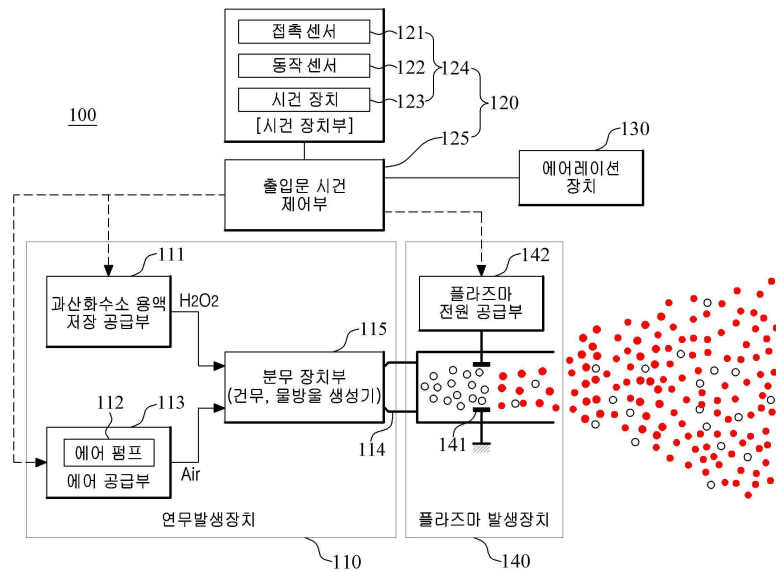 접촉 센서
121
동작 센서
122
124
시건 장치
123
120
[시건 장치부]
100
125
130
출입문 시건
제어부
에어레이션
장치
111
142
과산화수소 용액
저장 공급부
H2O2
플라즈마
전원 공급부
115
분무 장치부
(건무, 물방울 생성기)
112
113
114
141
에어 펌프
에어 공급부
Air
연무발생장치
플라즈마 발생장치
110
140